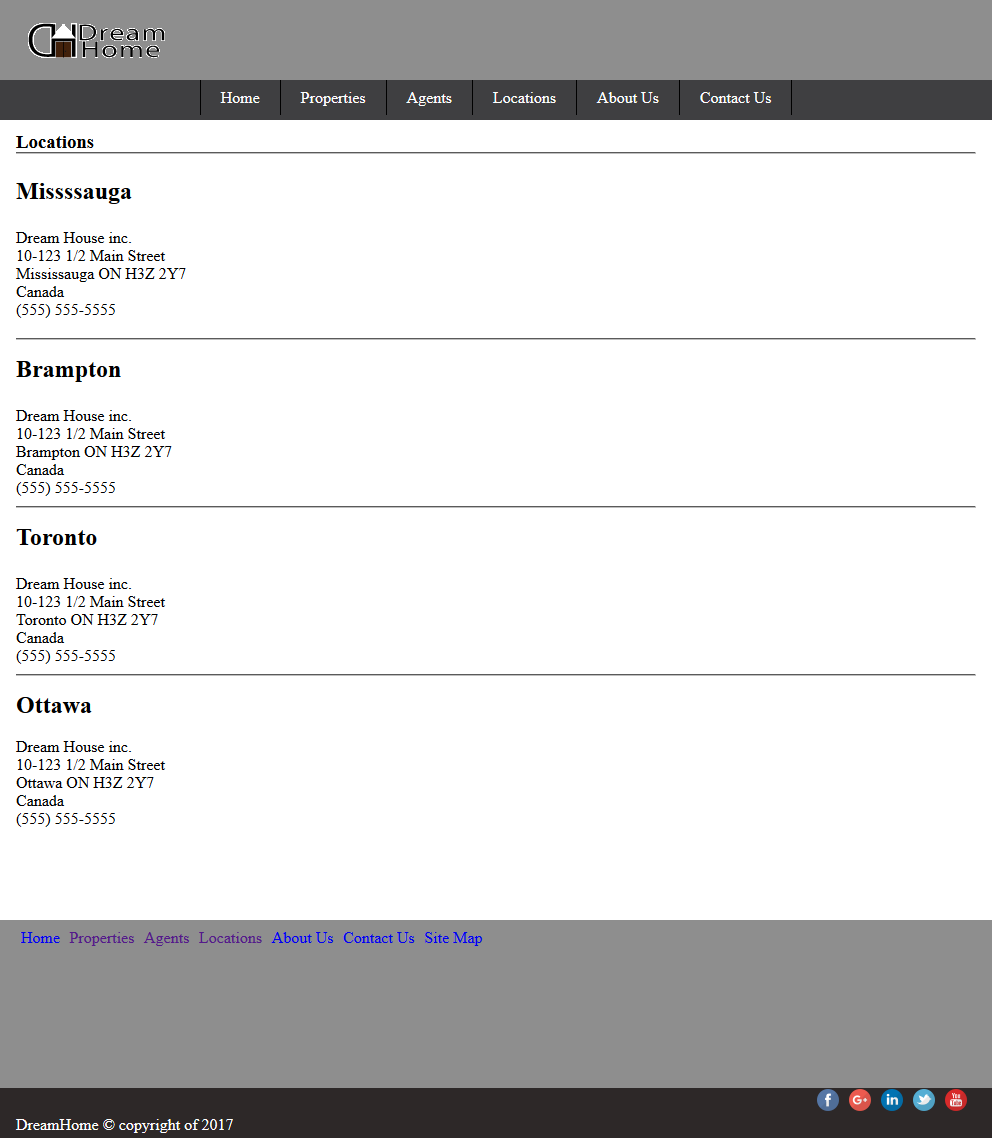 Dream
Home
Home Properties Agents Locations About Us Contact Us
Locations
Missssauga
Dream House inc.
10-123 1/2 Main Street
Mississauga ON H3Z 2Y7
Canada
(555) 555-5555
Brampton
Dream House inc.
10-123 1/2 Main Street
Brampton ON H3Z 2Y7
Canada
(555) 555-5555
Toronto
Dream House inc.
10-123 1/2 Main Street
Toronto ON H3Z 2Y7
Canada
(555) 555-5555
Ottawa
Dream House inc.
10-123 1/2 Main Street
Ottawa ON H3Z 2Y7
Canada
(555) 555-5555
Home Properties Agents Locations About Us Contact Us Site Map
f G+ in You Tube
DreamHome © copyright of 2017